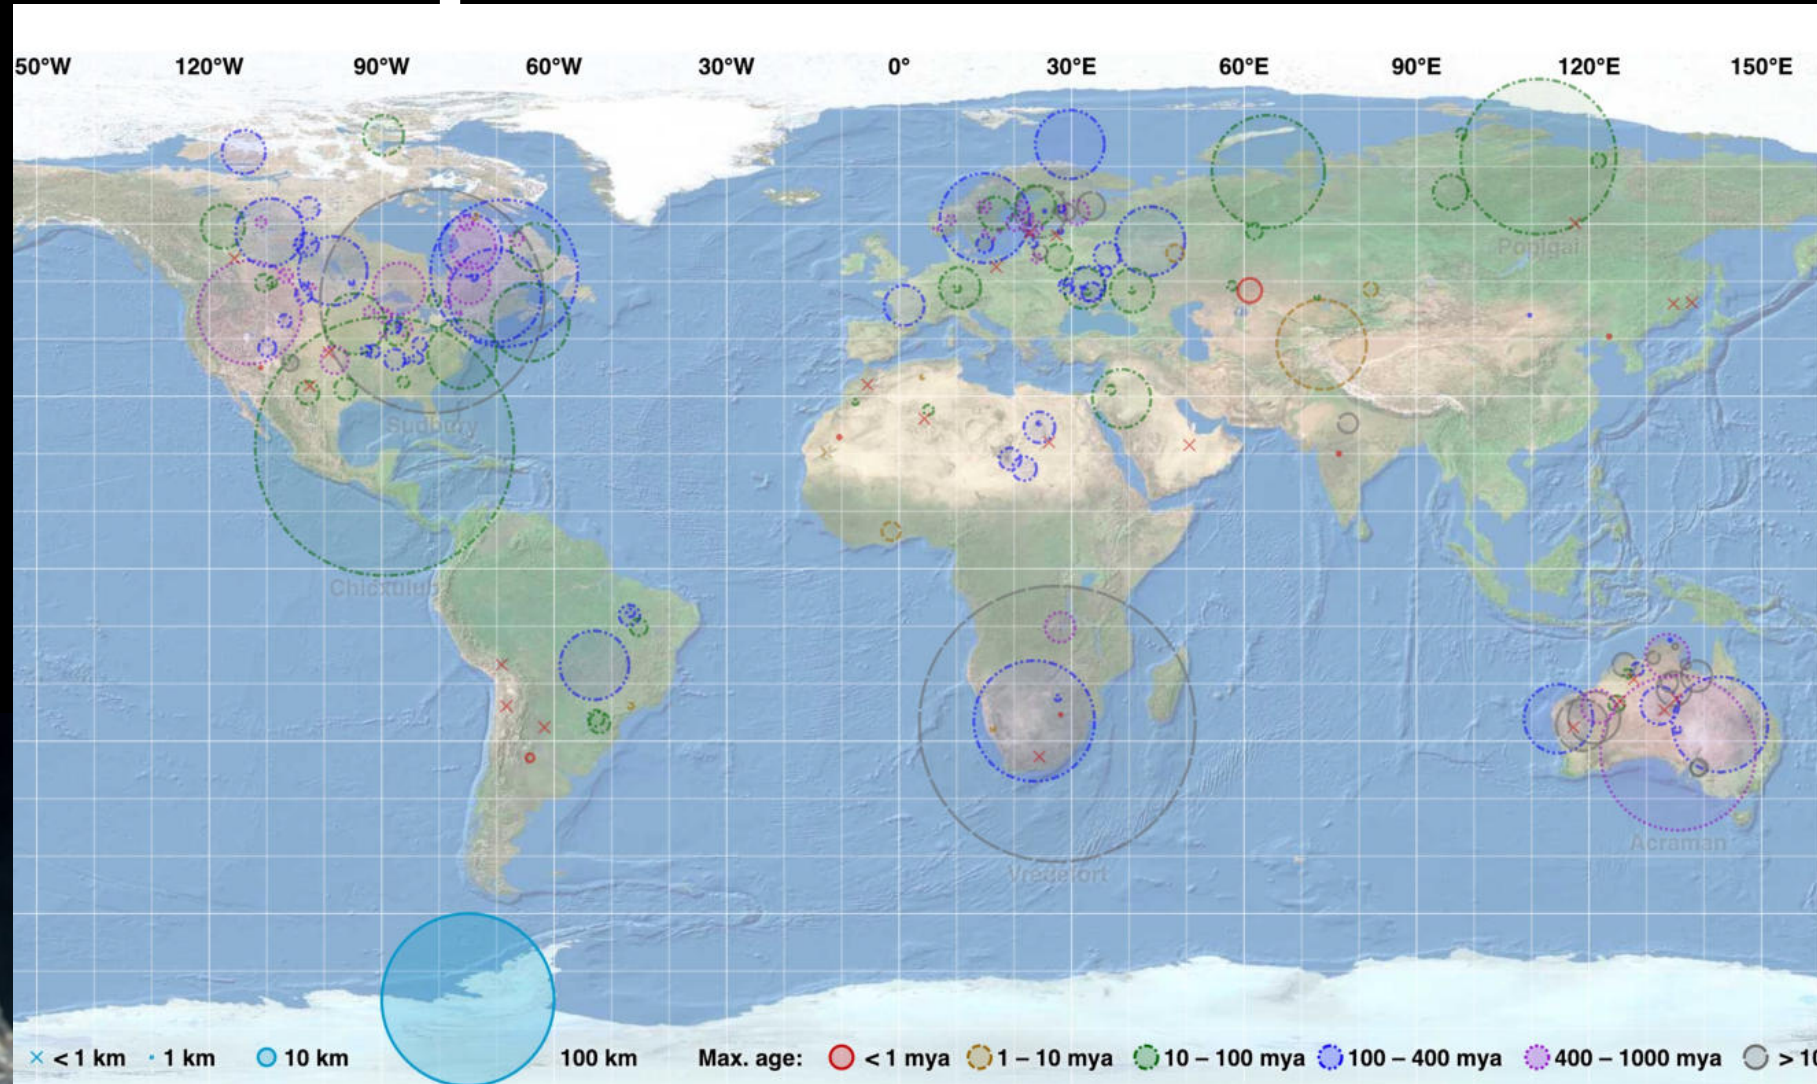 50°W 120°W 90°W 60°W 30°W 0° 30°E 60°E 90°E 120°E 150°E
Popigai
Sudbury
Chicxulub
Acraman
Vredefort
< 1 km 1 km 10 km 100 km Max. age: < 1 mya 1 – 10 mya 10 – 100 mya 100 – 400 mya 400 – 1000 mya > 10